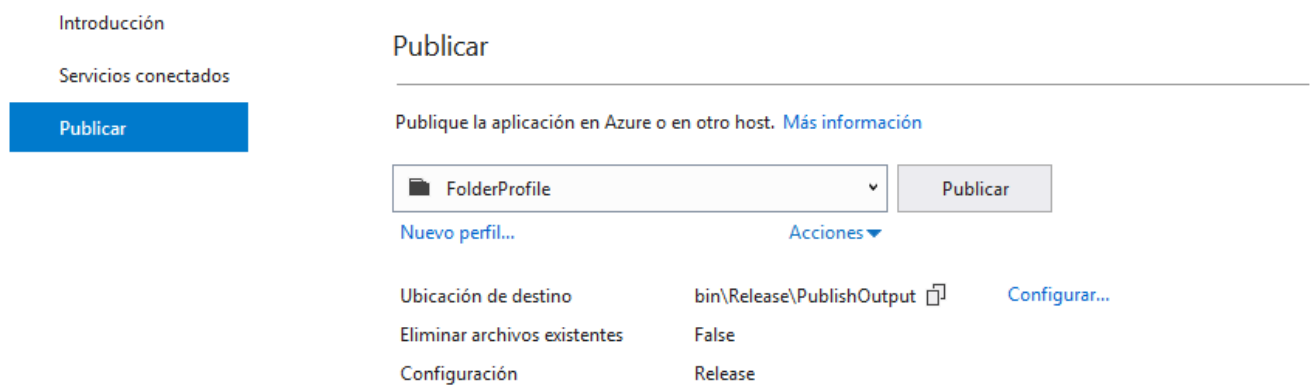 Introducción
Servicios conectados
Publicar
Publicar
Publique la aplicación en Azure o en otro host. Más información
FolderProfile Publicar
Nuevo perfil... Acciones
Ubicación de destino bin\Release\PublishOutput Configurar...
Eliminar archivos existentes False
Configuración Release